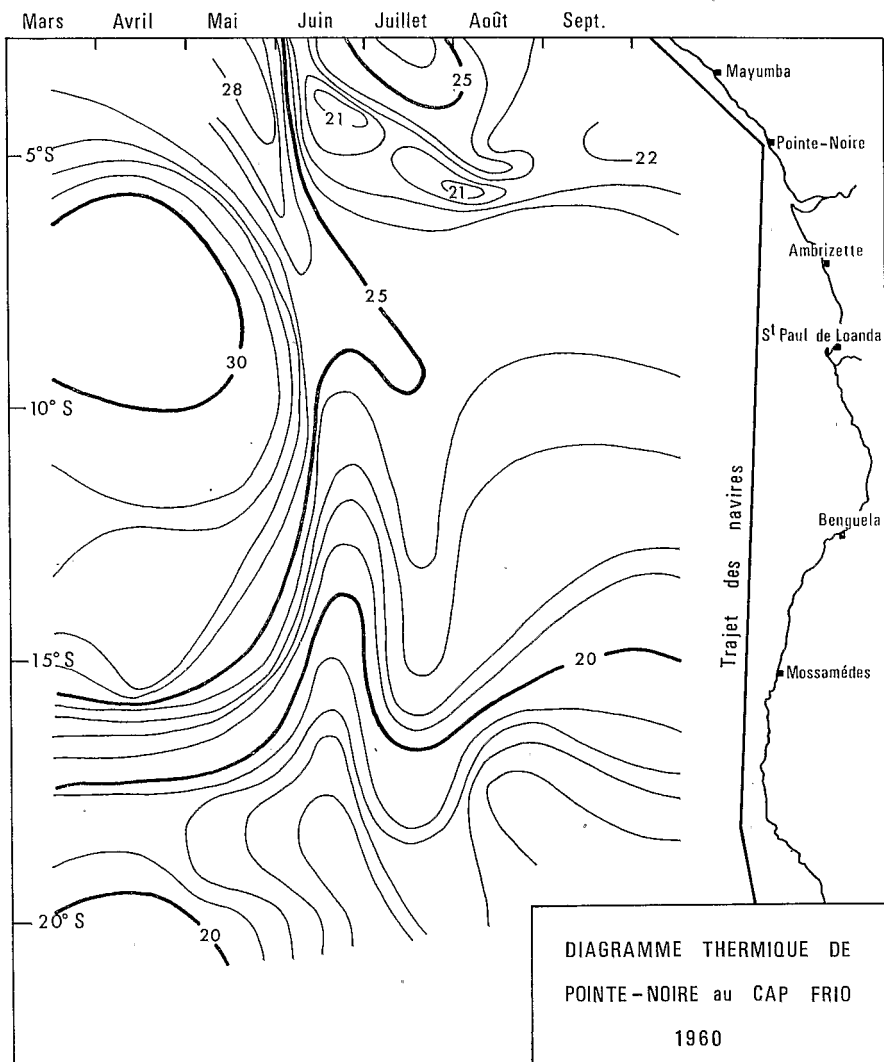 Mars Avril Mai Juin Juillet Août Sept.
28
25
21
22
21
5°S
25
30
10° S
15° S
20
20° S
20
Mayumba
Pointe-Noire
Ambrizette
St Paul de Loanda
Benguela
Mossamédes
Trajet des navires
DIAGRAMME THERMIQUE DE
POINTE-NOIRE au CAP FRIO
1960